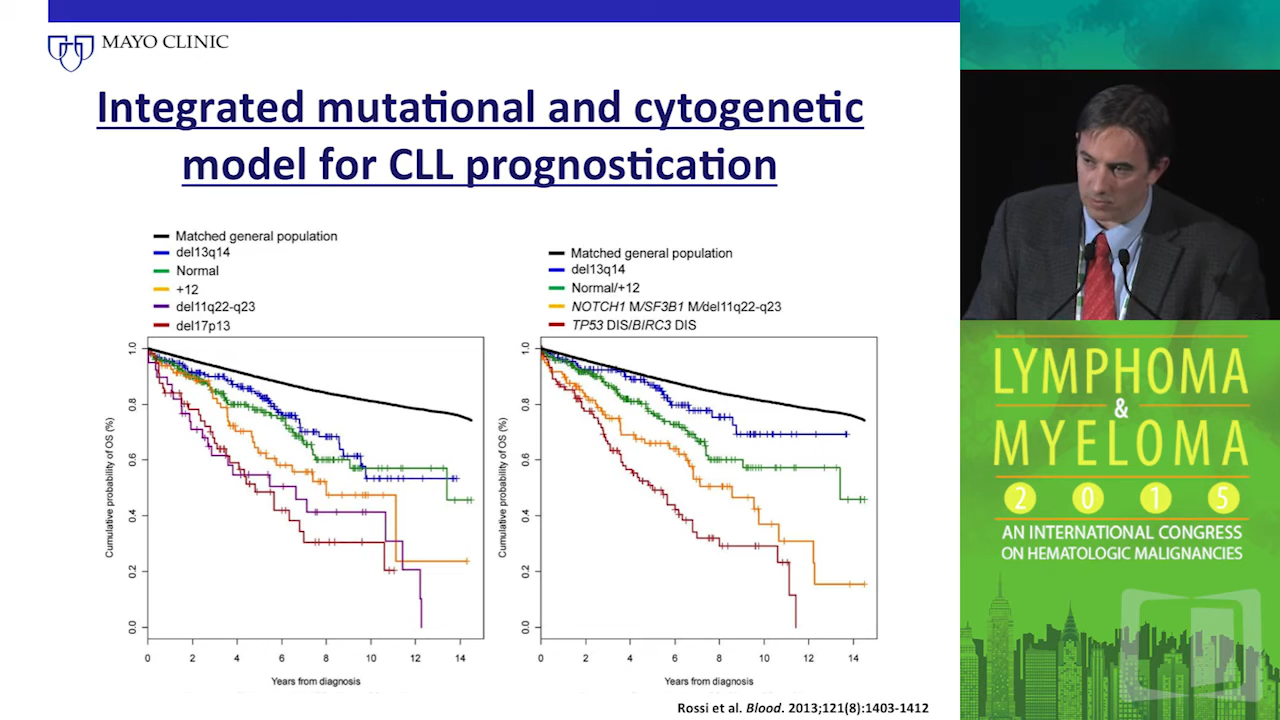 MAYO CLINIC
Integrated mutational and cytogenetic
model for CLL prognostication
Matched general population
del13q14
Normal
+12
del11q22-q23
del17p13
1.0
0.8
0.6
0.4
0.2
0.0
Cumulative probability of OS (%)
0 2 4 6 8 10 12 14
Years from diagnosis
Matched general population
del13q14
Normal/+12
NOTCH1 M/SF3B1 M/del11q22-q23
TP53 DIS/BIRC3 DIS
1.0
0.8
0.6
0.4
0.2
0.0
Cumulative probability of OS (%)
0 2 4 6 8 10 12 14
Years from diagnosis
Rossi et al. Blood. 2013;121(8):1403-1412
LYMPHOMA
&
MYELOMA
2 0 1 5
AN INTERNATIONAL CONGRESS
ON HEMATOLOGIC MALIGNANCIES